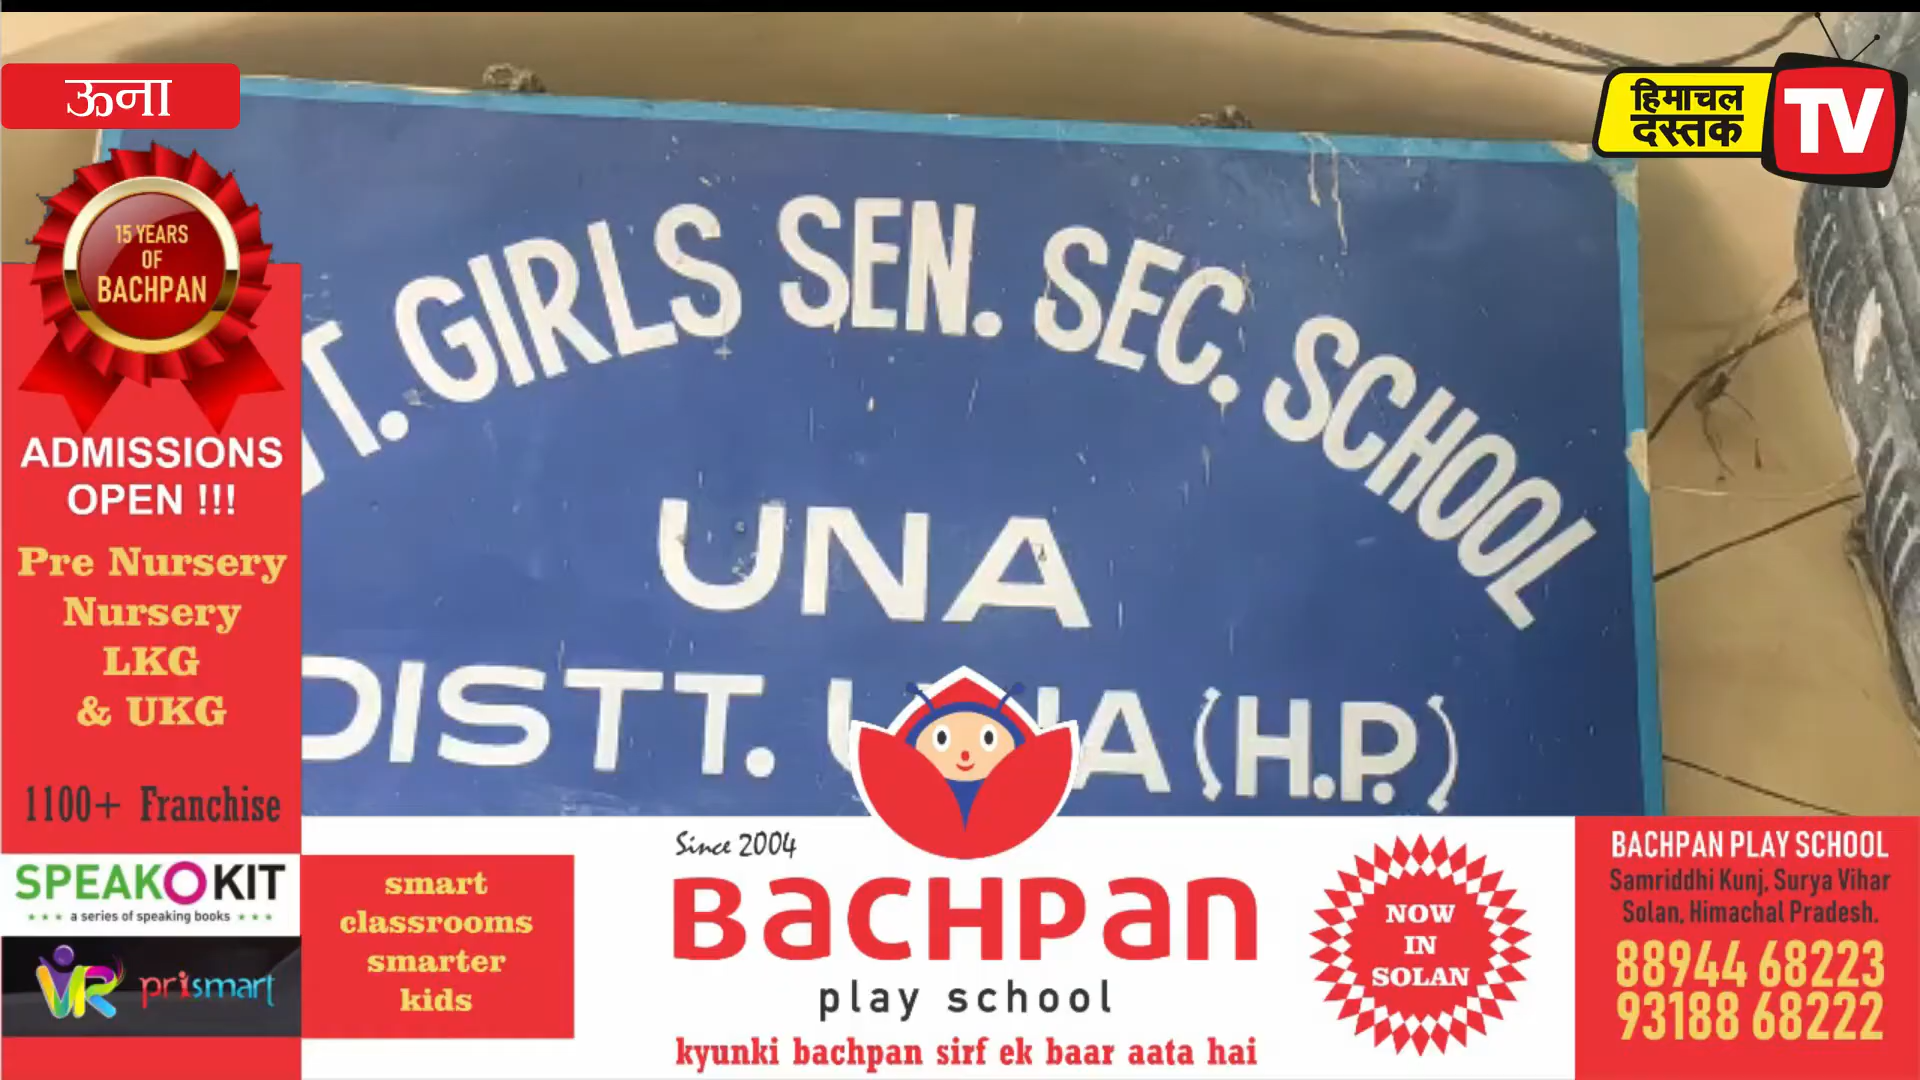 ऊना
हिमाचल
दस्तक
TV
15 YEARS
OF
BACHPAN
T. GIRLS SEN. SEC. SCHOOL
UNA
DISTT. UNA (H.P.)
ADMISSIONS
OPEN !!!
Pre Nursery
Nursery
LKG
& UKG
1100+ Franchise
SPEAKOKIT
a series of speaking books
VR prismart
smart
classrooms
smarter
kids
Since 2004
BACHPAN
play school
kyunki bachpan sirf ek baar aata hai
NOW
IN
SOLAN
BACHPAN PLAY SCHOOL
Samriddhi Kunj, Surya Vihar
Solan, Himachal Pradesh.
88944 68223
93188 68222